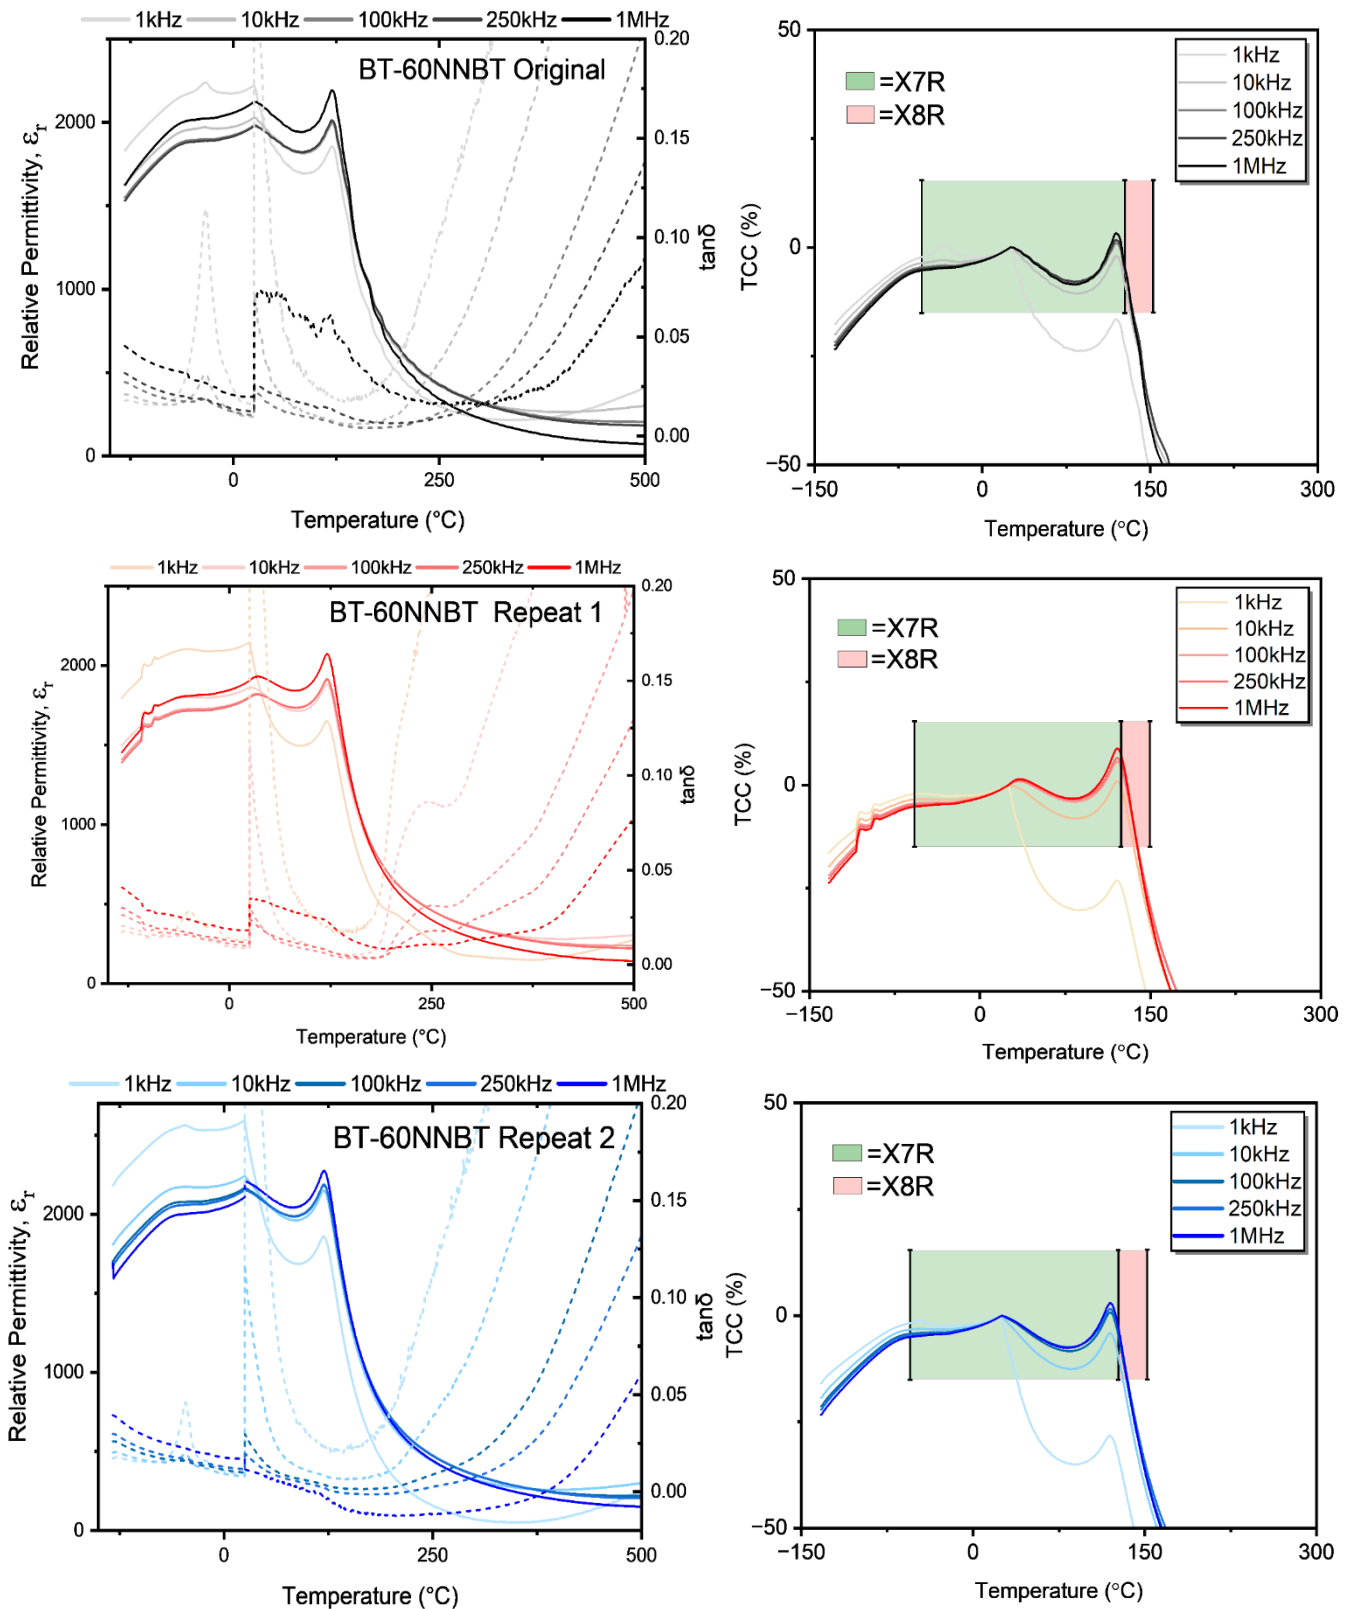 1kHz 10kHz 100kHz 250kHz 1MHz
BT-60NNBT Original
Relative Permittivity, εr
2000
1000
0
0.20
0.15
0.10
0.05
0.00
tanδ
0 250 500
Temperature (°C)
50
0
−50
TCC (%)
=X7R
=X8R
1kHz
10kHz
100kHz
250kHz
1MHz
−150 0 150 300
Temperature (°C)
1kHz 10kHz 100kHz 250kHz 1MHz
BT-60NNBT Repeat 1
Relative Permittivity, εr
2000
1000
0
0.20
0.15
0.10
0.05
0.00
tanδ
0 250 500
Temperature (°C)
50
0
−50
TCC (%)
=X7R
=X8R
1kHz
10kHz
100kHz
250kHz
1MHz
−150 0 150 300
Temperature (°C)
1kHz 10kHz 100kHz 250kHz 1MHz
BT-60NNBT Repeat 2
Relative Permittivity, εr
2000
1000
0
0.20
0.15
0.10
0.05
0.00
tanδ
0 250 500
Temperature (°C)
50
0
−50
TCC (%)
=X7R
=X8R
1kHz
10kHz
100kHz
250kHz
1MHz
−150 0 150 300
Temperature (°C)